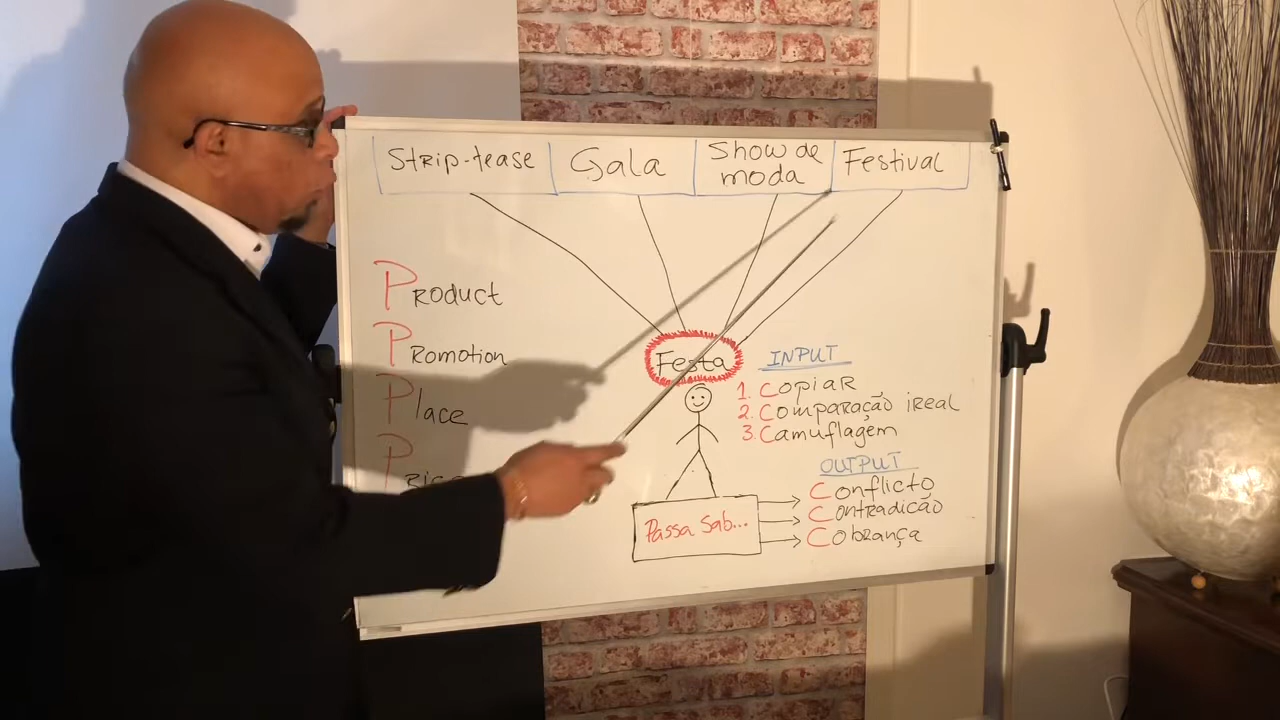 Strip-tease
Gala
Show de
moda
Festival
Product
Promotion
Place
Festa
INPUT
1. Copiar
2. Comparação ireal
3. Camuflagem
OUTPUT
Conflicto
Contradicão
Cobrança
Passa Sab...